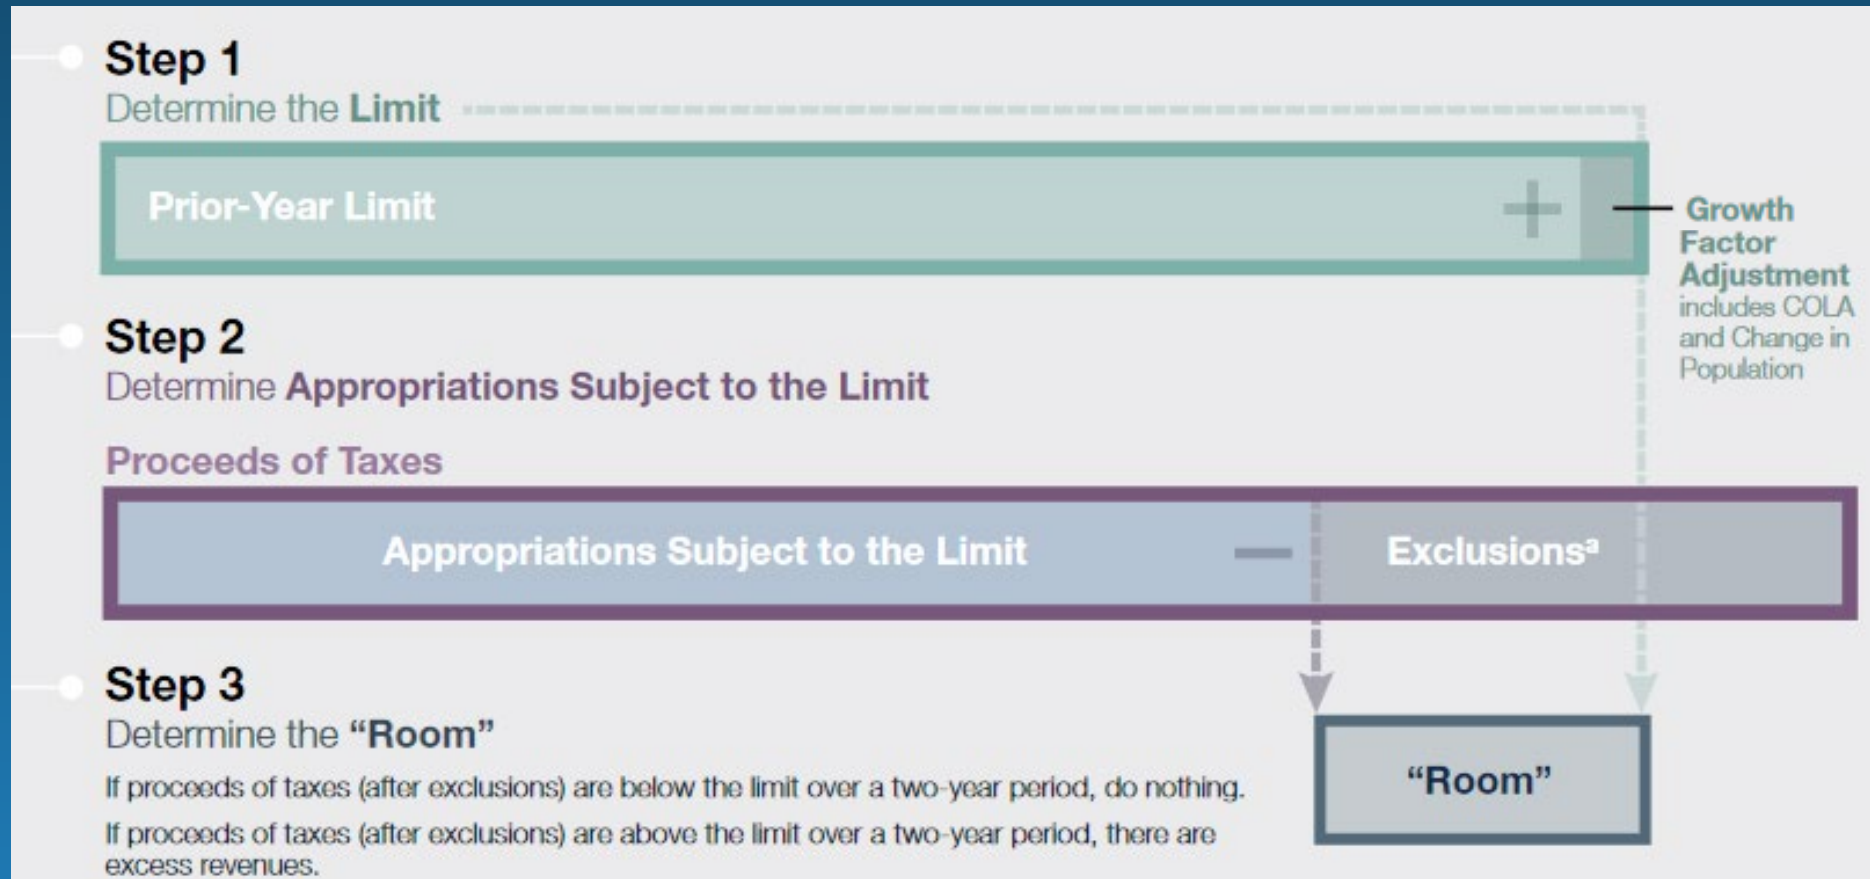 Step 1
Determine the Limit
Prior-Year Limit
+
Growth
Factor
Adjustment
includes COLA
and Change in
Population
Step 2
Determine Appropriations Subject to the Limit
Proceeds of Taxes
Appropriations Subject to the Limit — Exclusionsᵃ
Step 3
Determine the “Room”
If proceeds of taxes (after exclusions) are below the limit over a two-year period, do nothing.
If proceeds of taxes (after exclusions) are above the limit over a two-year period, there are
excess revenues.
“Room”